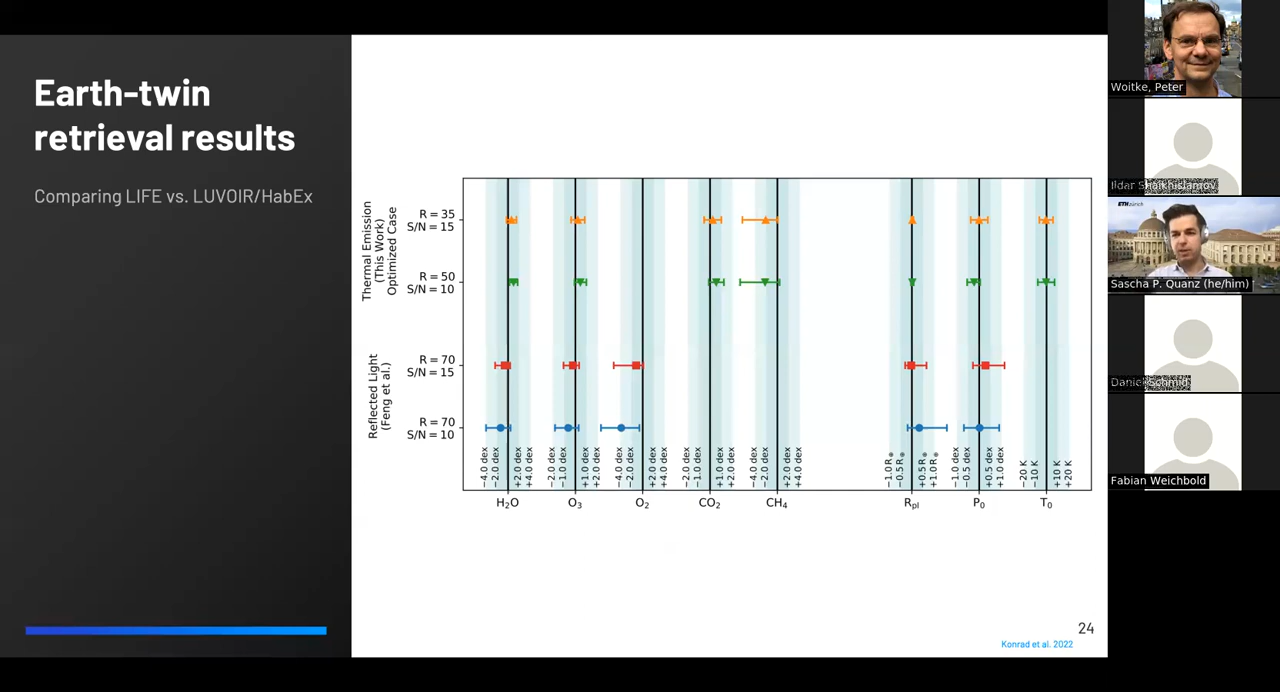 Earth-twin
retrieval results
Comparing LIFE vs. LUVOIR/HabEx
Thermal Emission
(This Work)
Optimized Case
R = 35
S/N = 15
R = 50
S/N = 10
Reflected Light
(Feng et al.)
R = 70
S/N = 15
R = 70
S/N = 10
−4.0 dex
−2.0 dex
+2.0 dex
+4.0 dex
−2.0 dex
−1.0 dex
+1.0 dex
+2.0 dex
−4.0 dex
−2.0 dex
+2.0 dex
+4.0 dex
−2.0 dex
−1.0 dex
+1.0 dex
+2.0 dex
−4.0 dex
−2.0 dex
+2.0 dex
+4.0 dex
−1.0 R⊕
−0.5 R⊕
+0.5 R⊕
+1.0 R⊕
−1.0 dex
−0.5 dex
+0.5 dex
+1.0 dex
−20 K
−10 K
+10 K
+20 K
H₂O O₃ O₂ CO₂ CH₄ Rpl P₀ T₀
24
Konrad et al. 2022
Woitke, Peter
Ildar Shaikhislamov
ETH zürich
Sascha P. Quanz (he/him)
Daniel Schmid
Fabian Weichbold